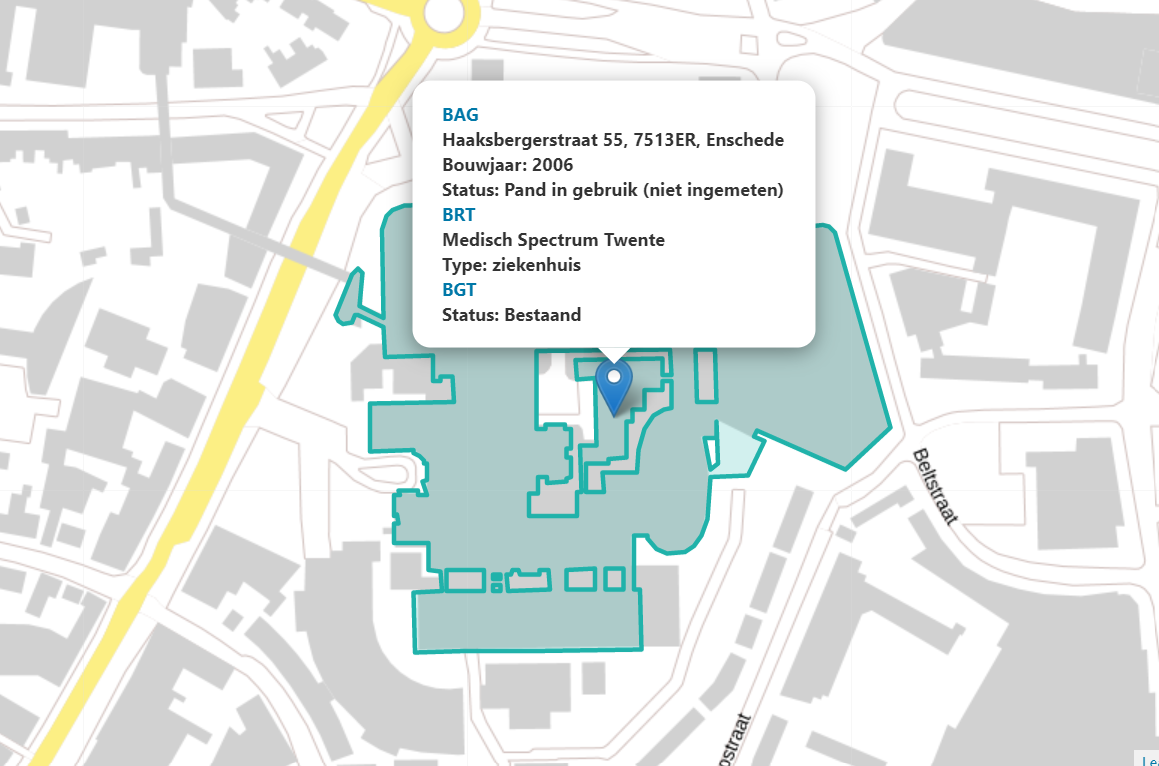 BAG
Haaksbergerstraat 55, 7513ER, Enschede
Bouwjaar: 2006
Status: Pand in gebruik (niet ingemeten)
BRT
Medisch Spectrum Twente
Type: ziekenhuis
BGT
Status: Bestaand
Beltstraat